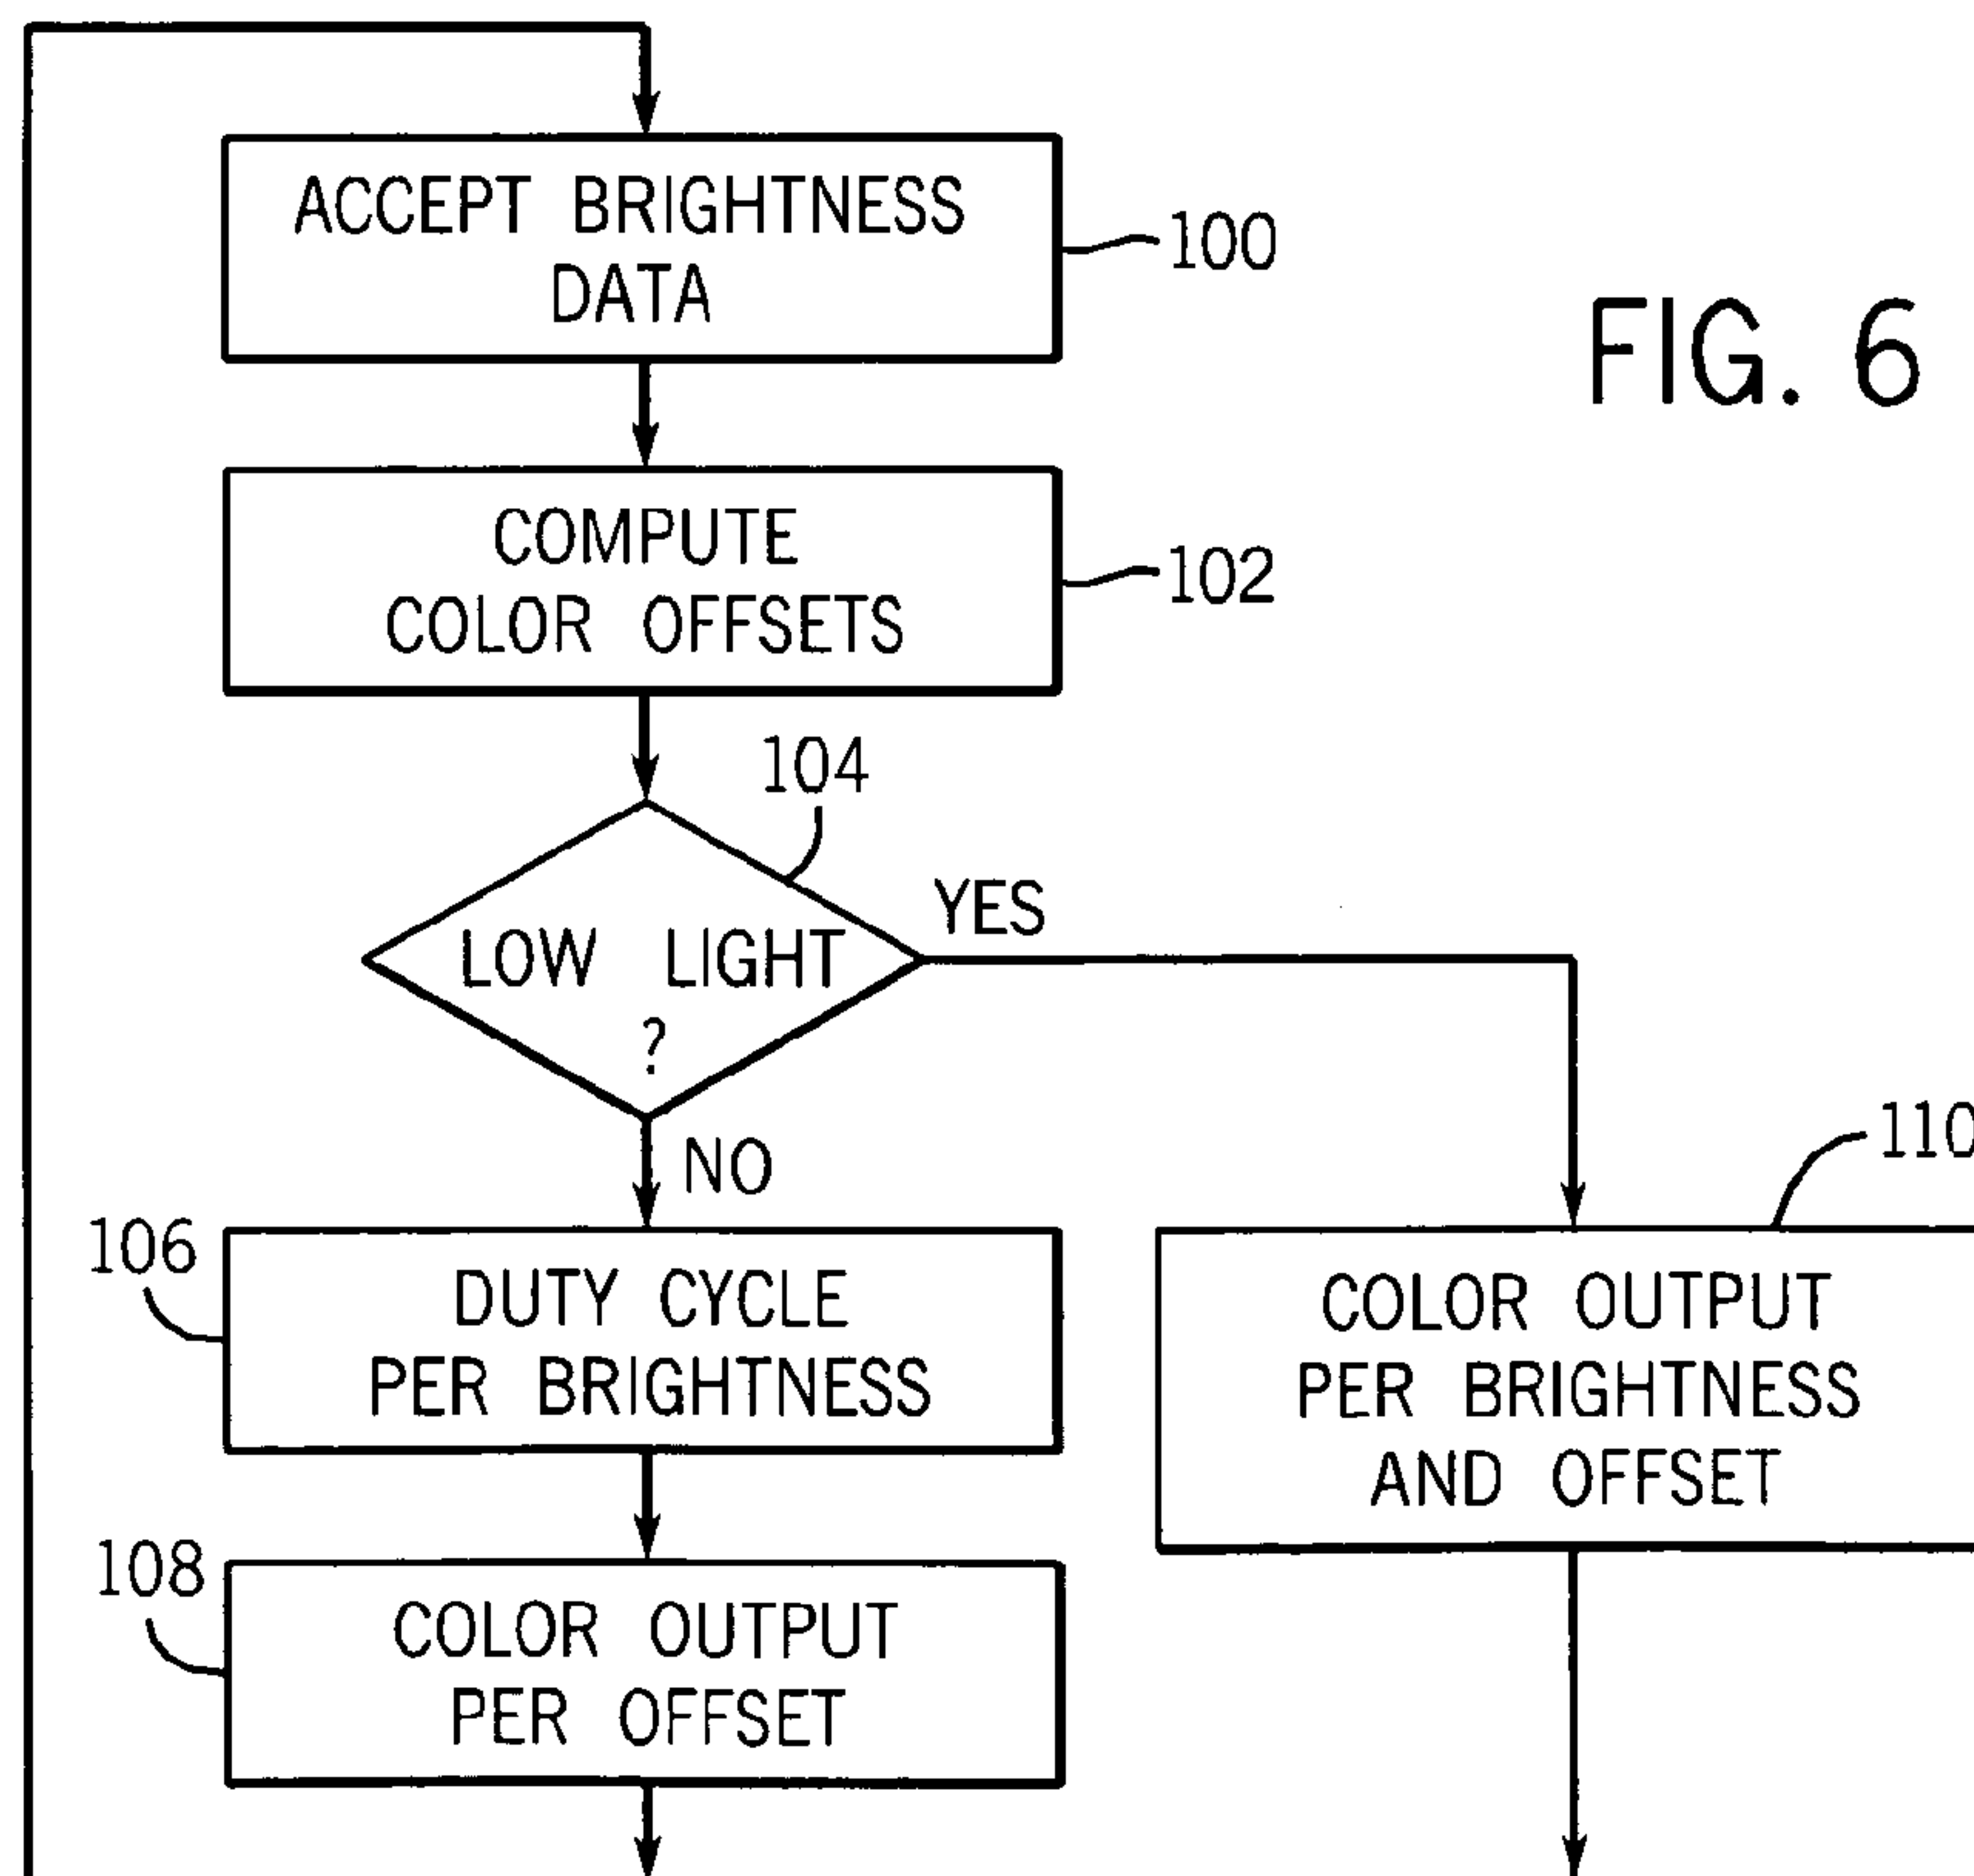 ACCEPT BRIGHTNESS
DATA
100
FIG. 6
COMPUTE
COLOR OFFSETS
102
104
YES
LOW LIGHT
?
NO
110
106
DUTY CYCLE
PER BRIGHTNESS
COLOR OUTPUT
PER BRIGHTNESS
AND OFFSET
108
COLOR OUTPUT
PER OFFSET